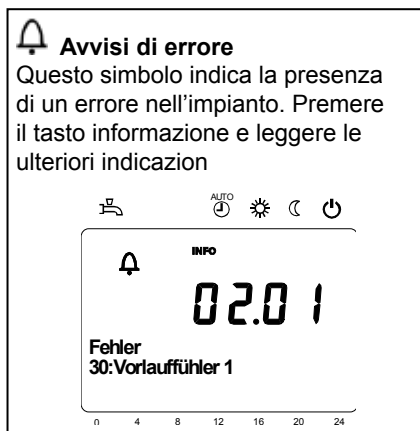 Avvisi di errore
Questo simbolo indica la presenza
di un errore nell'impianto. Premere
il tasto informazione e leggere le
ulteriori indicazion
AUTO
INFO
02.01
Fehler
30:Vorlauffühler 1
0 4 8 12 16 20 24